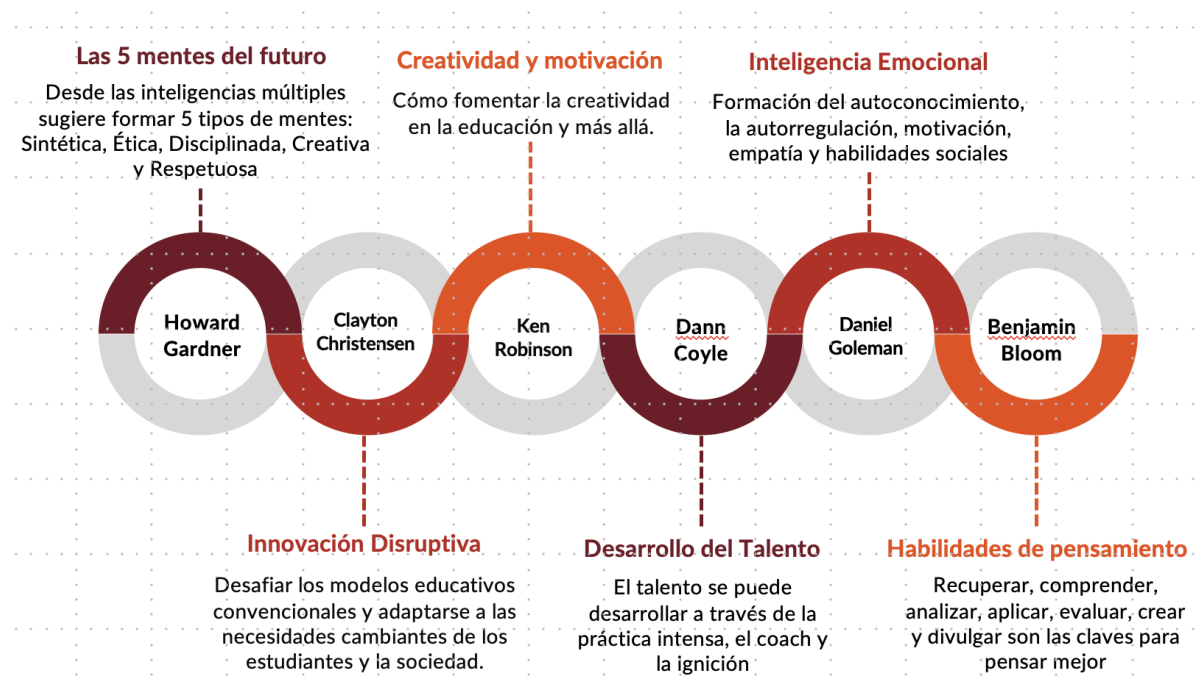 Las 5 mentes del futuro
Desde las inteligencias múltiples
sugiere formar 5 tipos de mentes:
Sintética, Ética, Disciplinada, Creativa
y Respetuosa
Creatividad y motivación
Cómo fomentar la creatividad
en la educación y más allá.
Inteligencia Emocional
Formación del autoconocimiento,
la autorregulación, motivación,
empatía y habilidades sociales
Howard
Gardner
Clayton
Christensen
Ken
Robinson
Dann
Coyle
Daniel
Goleman
Benjamin
Bloom
Innovación Disruptiva
Desafiar los modelos educativos
convencionales y adaptarse a las
necesidades cambiantes de los
estudiantes y la sociedad.
Desarrollo del Talento
El talento se puede
desarrollar a través de la
práctica intensa, el coach y
la ignición
Habilidades de pensamiento
Recuperar, comprender,
analizar, aplicar, evaluar, crear
y divulgar son las claves para
pensar mejor